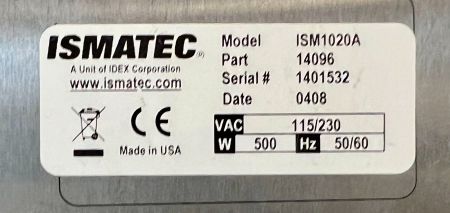 ISMATEC®
A Unit of IDEX Corporation
www.ismatec.com
CE
Made in USA
Model ISM1020A
Part 14096
Serial # 1401532
Date 0408
VAC 115/230
W 500 Hz 50/60